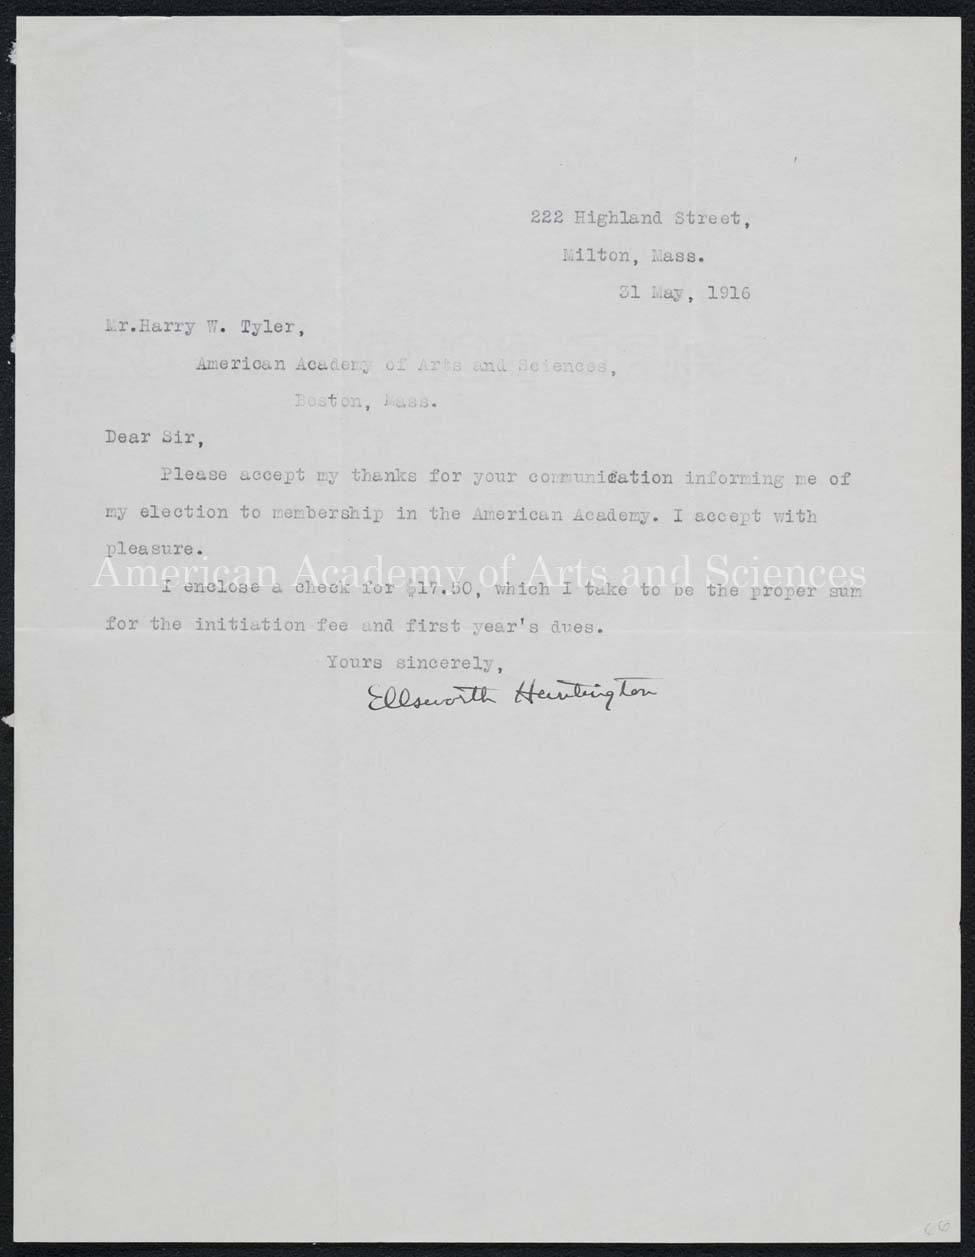 222 Highland Street,
Milton, Mass.
31 May, 1916
Mr.Harry W. Tyler,
American Academy of Arts and Sciences,
Boston, Mass.
Dear Sir,
Please accept my thanks for your communication informing me of
my election to membership in the American Academy. I accept with
pleasure.
American Academy of Arts and Sciences
I enclose a check for $17.50, which I take to be the proper sum
for the initiation fee and first year's dues.
Yours sincerely,
Ellsworth Huntington
66